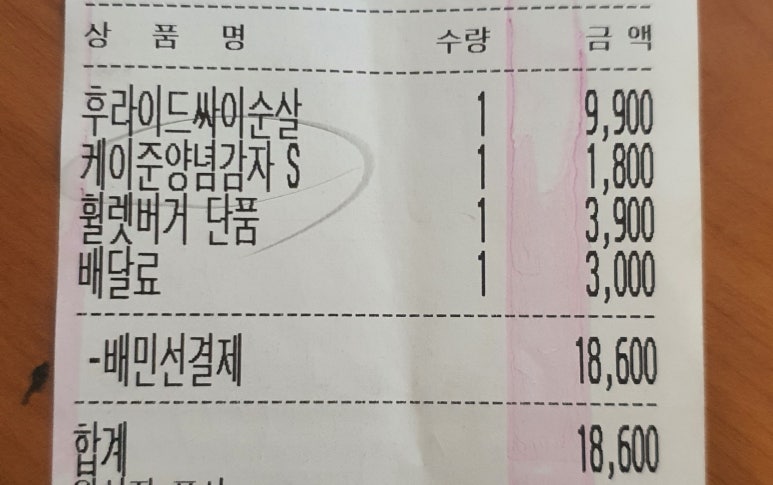 상 품 명 수량 금 액
후라이드싸이순살 1 9,900
케이준양념감자 S 1 1,800
휠렛버거 단품 1 3,900
배달료 1 3,000
-배민선결제 18,600
합계 18,600